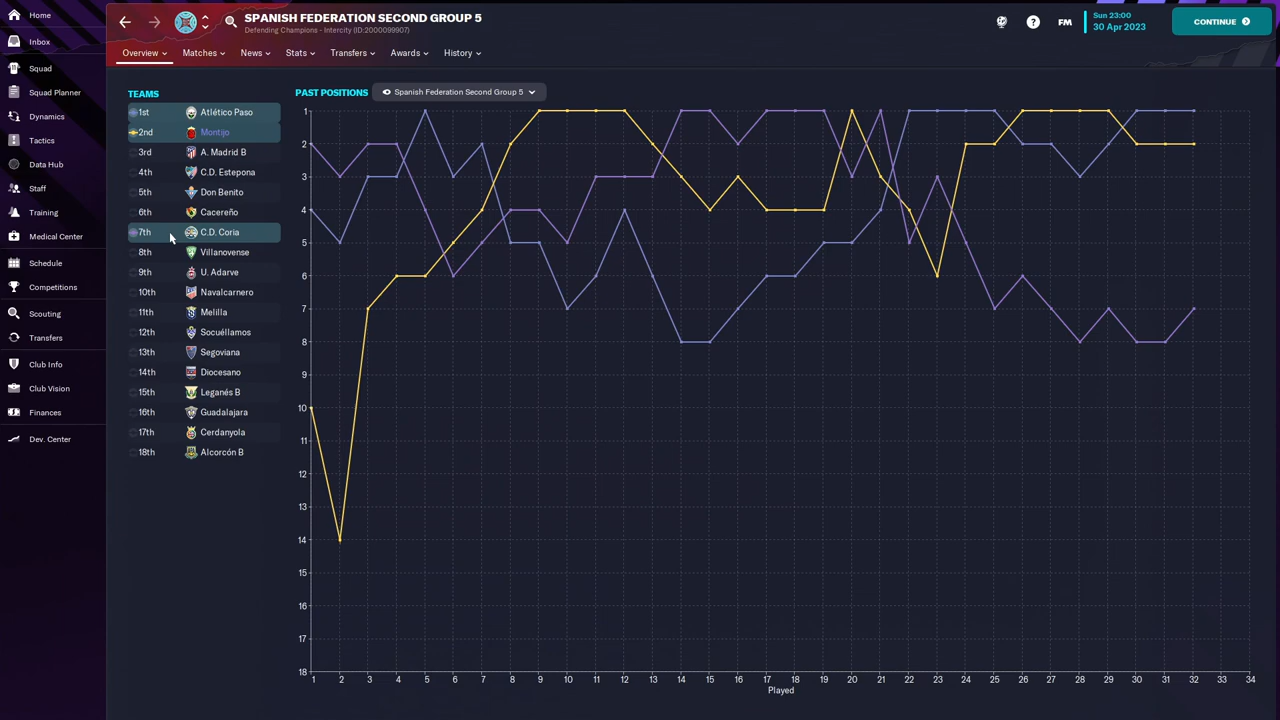 Home
Inbox
Squad
Squad Planner
Dynamics
Tactics
Data Hub
Staff
Training
Medical Center
Schedule
Competitions
Scouting
Transfers
Club Info
Club Vision
Finances
Dev. Center
SPANISH FEDERATION SECOND GROUP 5
Defending Champions - Intercity (ID:2000099907)
FM
Sun 23:00
30 Apr 2023
CONTINUE
Overview
Matches
News
Stats
Transfers
Awards
History
TEAMS
1st Atlético Paso
2nd Montijo
3rd A. Madrid B
4th C.D. Estepona
5th Don Benito
6th Cacereño
7th C.D. Coria
8th Villanovense
9th U. Adarve
10th Navalcarnero
11th Melilla
12th Socuéllamos
13th Segoviana
14th Diocesano
15th Leganés B
16th Guadalajara
17th Cerdanyola
18th Alcorcón B
PAST POSITIONS
Spanish Federation Second Group 5
1
2
3
4
5
6
7
8
9
10
11
12
13
14
15
16
17
18
1 2 3 4 5 6 7 8 9 10 11 12 13 14 15 16 17 18 19 20 21 22 23 24 25 26 27 28 29 30 31 32 33 34
Played